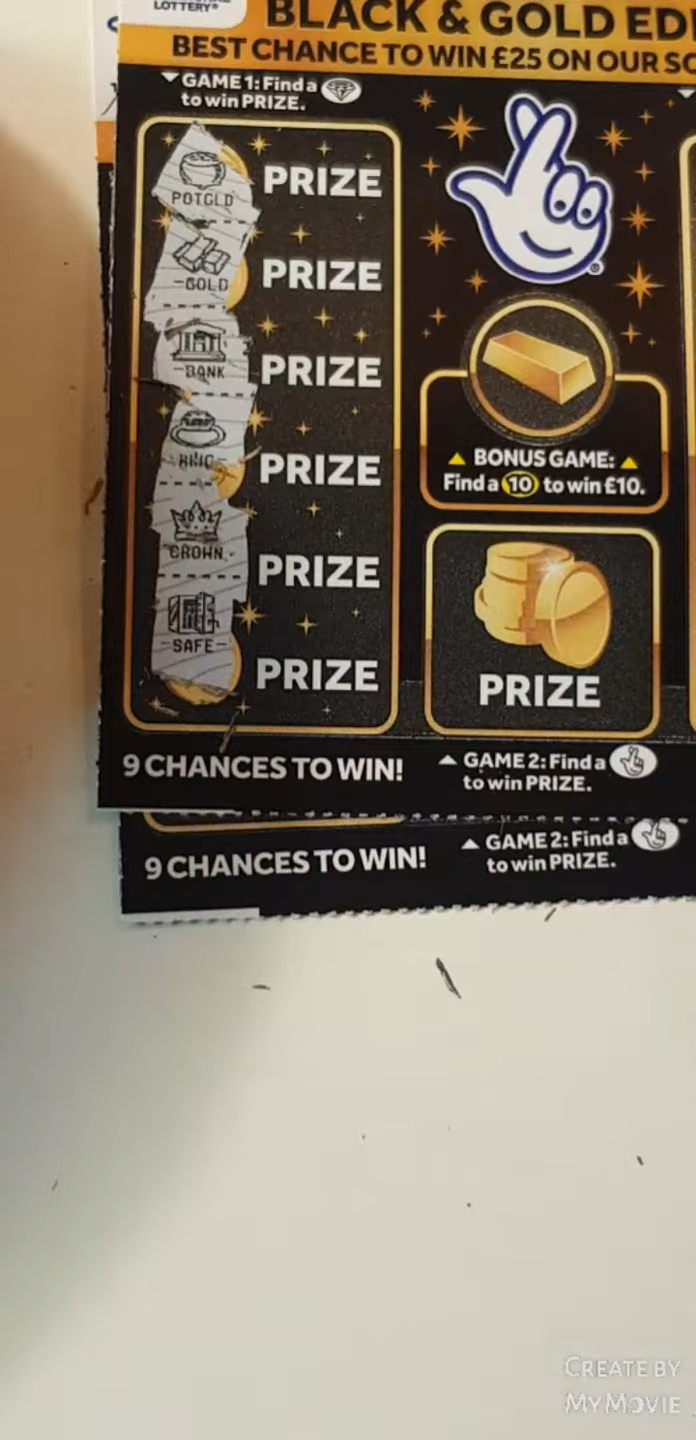 LOTTERY®
BLACK & GOLD EDI
BEST CHANCE TO WIN £25 ON OUR SC
GAME 1: Find a
to win PRIZE.
POTGLD
PRIZE
GOLD
PRIZE
BANK
PRIZE
RING
PRIZE
CROWN
PRIZE
SAFE
PRIZE
BONUS GAME:
Find a 10 to win £10.
PRIZE
9 CHANCES TO WIN!
GAME 2: Find a
to win PRIZE.
9 CHANCES TO WIN!
GAME 2: Find a
to win PRIZE.
CREATE BY
MYMOVIE